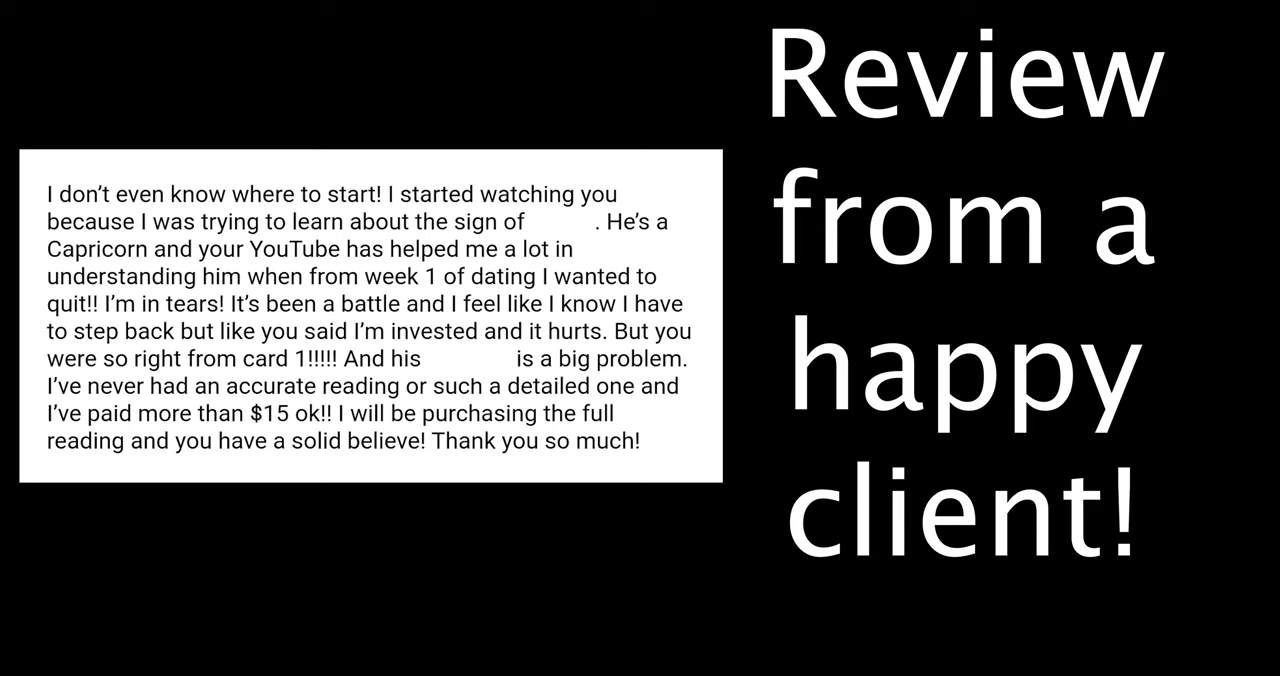 I don’t even know where to start! I started watching you
because I was trying to learn about the sign of . He’s a
Capricorn and your YouTube has helped me a lot in
understanding him when from week 1 of dating I wanted to
quit!! I’m in tears! It’s been a battle and I feel like I know I have
to step back but like you said I’m invested and it hurts. But you
were so right from card 1!!!!! And his is a big problem.
I’ve never had an accurate reading or such a detailed one and
I’ve paid more than $15 ok!! I will be purchasing the full
reading and you have a solid believe! Thank you so much!
Review
from a
happy
client!